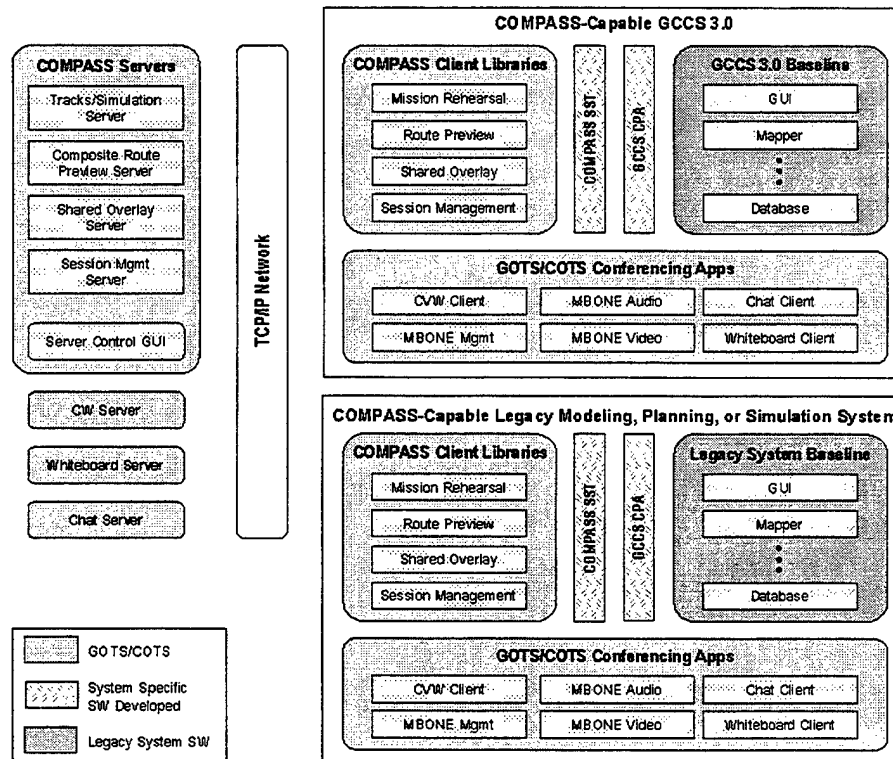 COMPASS Servers
Tracks/Simulation
Server
Composite Route
Preview Server
Shared Overlay
Server
Session Mgmt
Server
Server Control GUI
CW Server
Whiteboard Server
Chat Server
TCP/IP Network
COMPASS-Capable GCCS 3.0
COMPASS Client Libraries
Mission Rehearsal
Route Preview
Shared Overlay
Session Management
COMPASS SST
GCCS CPA
GCCS 3.0 Baseline
GUI
Mapper
Database
GOTS/COTS Conferencing Apps
CVW Client
MBONE Audio
Chat Client
MBONE Mgmt
MBONE Video
Whiteboard Client
COMPASS-Capable Legacy Modeling, Planning, or Simulation System
COMPASS Client Libraries
Mission Rehearsal
Route Preview
Shared Overlay
Session Management
COMPASS SST
GCCS CPA
Legacy System Baseline
GUI
Mapper
Database
GOTS/COTS Conferencing Apps
CVW Client
MBONE Audio
Chat Client
MBONE Mgmt
MBONE Video
Whiteboard Client
GOTS/COTS
System Specific
SW Developed
Legacy System SW